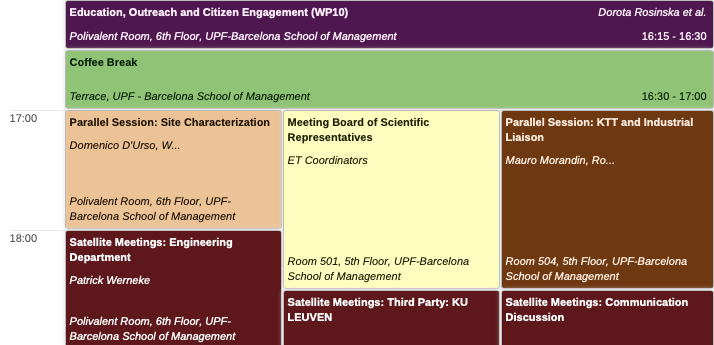 Education, Outreach and Citizen Engagement (WP10)
Dorota Rosinska et al.
Polivalent Room, 6th Floor, UPF-Barcelona School of Management
16:15 - 16:30
Coffee Break
Terrace, UPF - Barcelona School of Management
16:30 - 17:00
17:00
Parallel Session: Site Characterization
Domenico D'Urso, W...
Polivalent Room, 6th Floor, UPF-
Barcelona School of Management
Meeting Board of Scientific
Representatives
ET Coordinators
Room 501, 5th Floor, UPF-Barcelona
School of Management
Parallel Session: KTT and Industrial
Liaison
Mauro Morandin, Ro...
Room 504, 5th Floor, UPF-Barcelona
School of Management
18:00
Satellite Meetings: Engineering
Department
Patrick Werneke
Polivalent Room, 6th Floor, UPF-
Barcelona School of Management
Satellite Meetings: Third Party: KU
LEUVEN
Satellite Meetings: Communication
Discussion